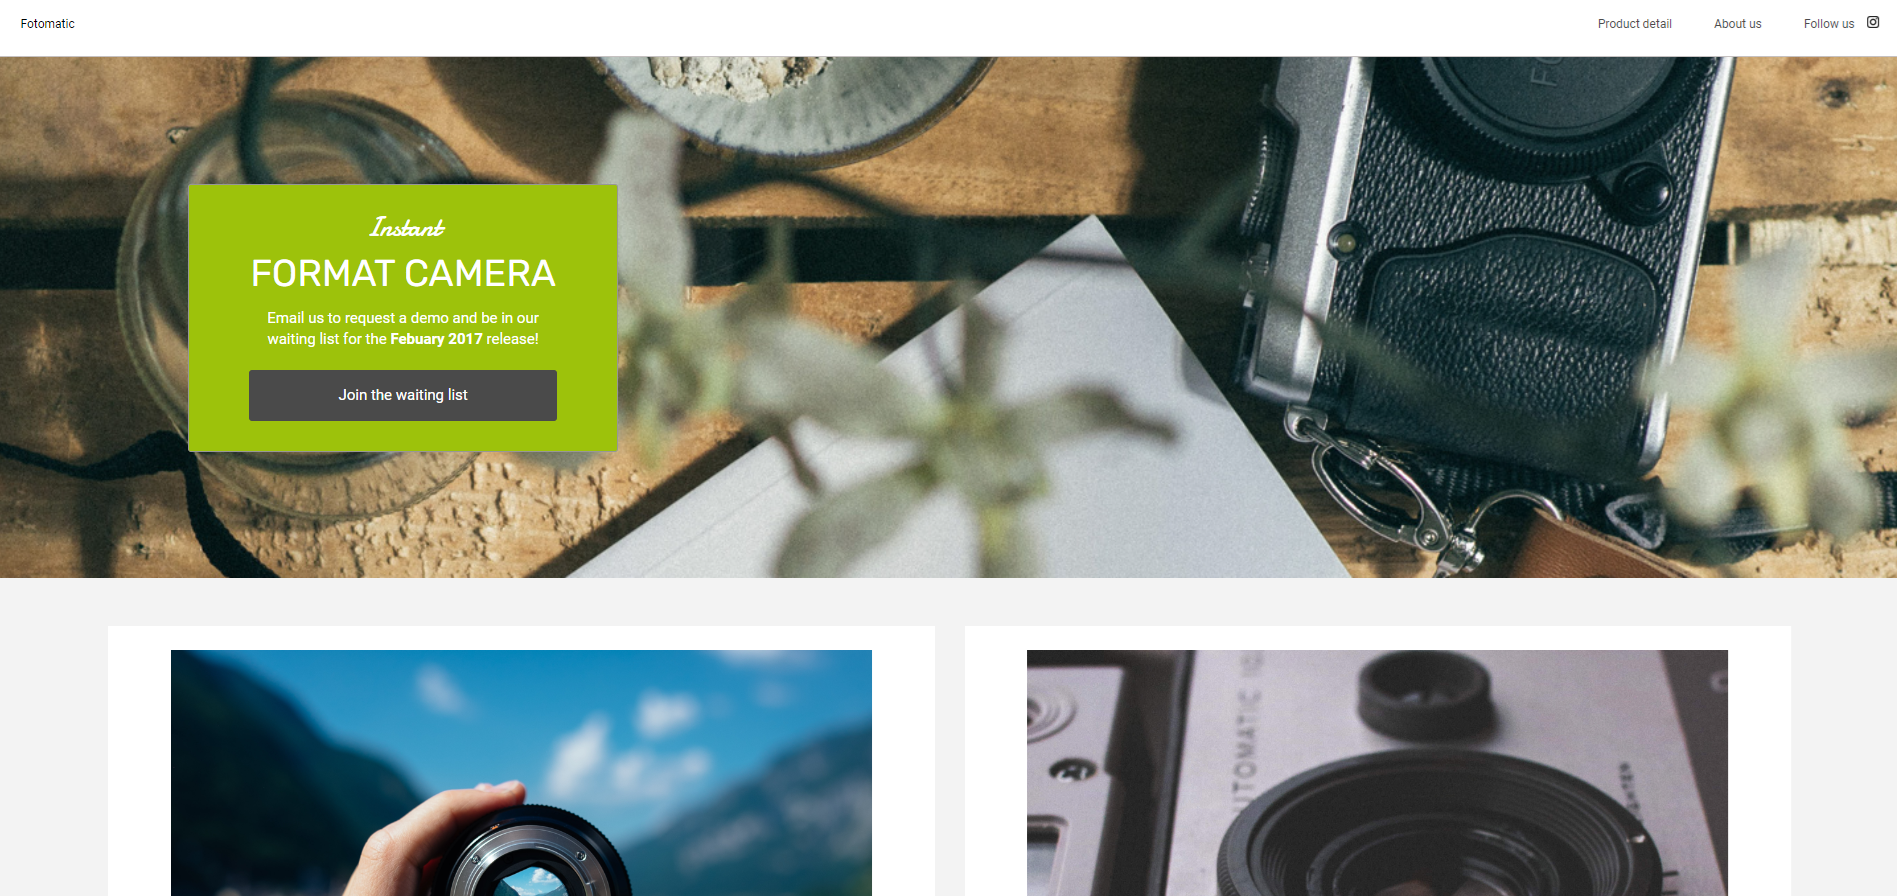 Fotomatic
Product detail
About us
Follow us
Instant
FORMAT CAMERA
Email us to request a demo and be in our
waiting list for the Febuary 2017 release!
Join the waiting list